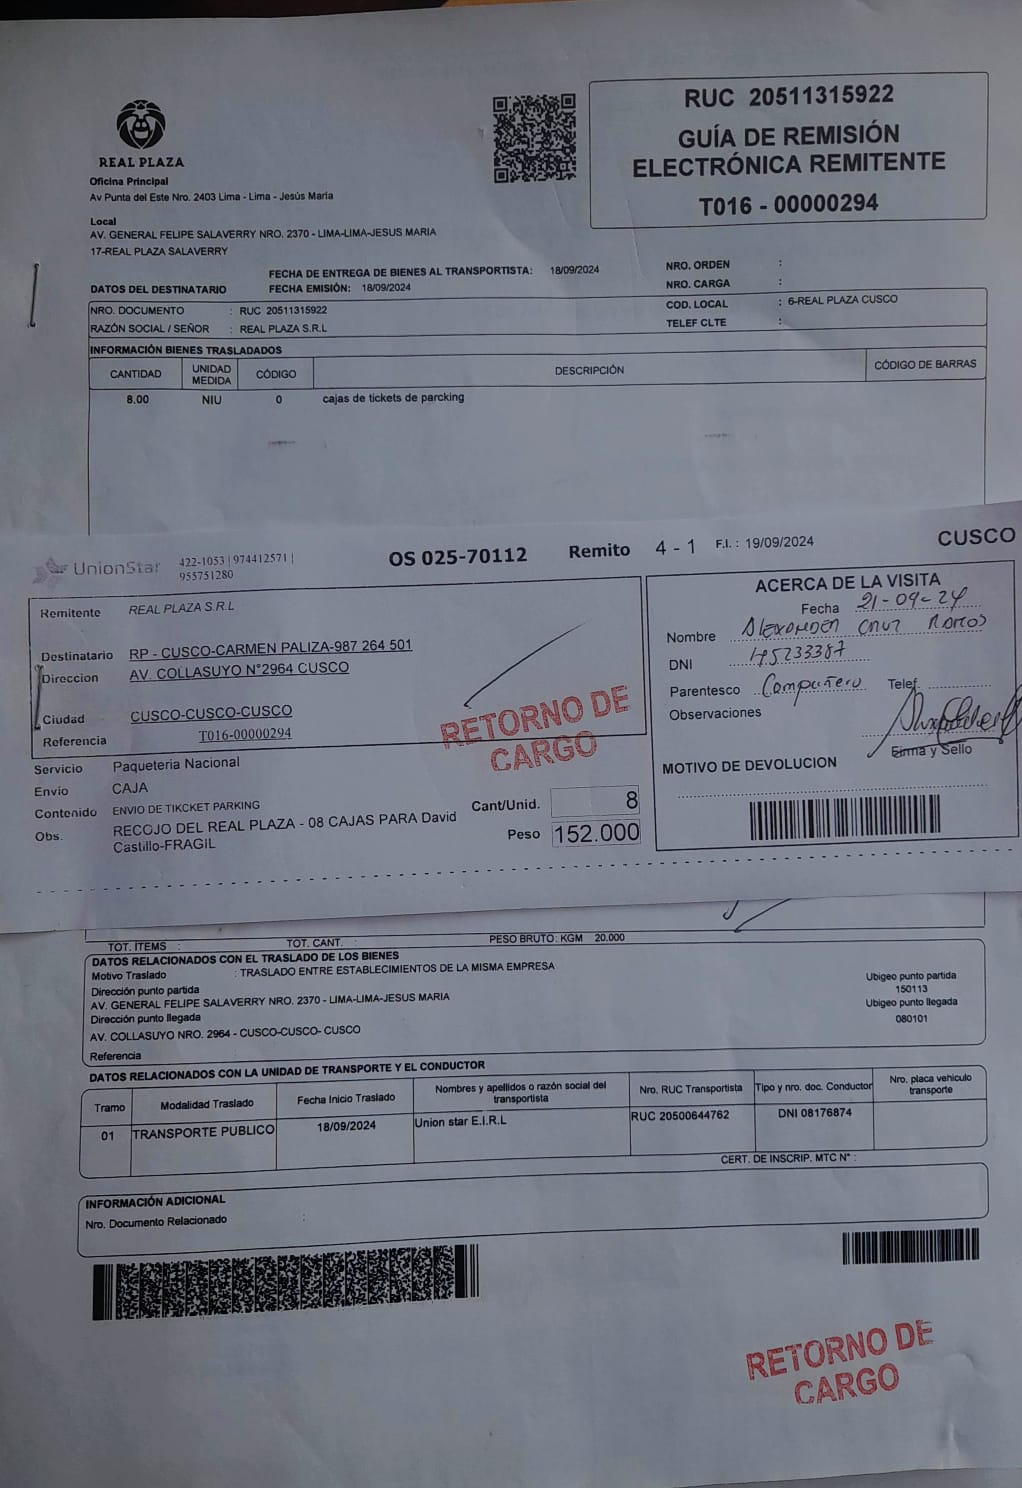 REAL PLAZA
RUC 20511315922
GUÍA DE REMISIÓN
ELECTRÓNICA REMITENTE
T016 - 00000294
Oficina Principal
Av Punta del Este Nro. 2403 Lima - Lima - Jesús María
Local
AV. GENERAL FELIPE SALAVERRY NRO. 2370 - LIMA-LIMA-JESUS MARIA
17-REAL PLAZA SALAVERRY
FECHA DE ENTREGA DE BIENES AL TRANSPORTISTA: 18/09/2024
NRO. ORDEN :
DATOS DEL DESTINATARIO FECHA EMISIÓN: 18/09/2024
NRO. CARGA :
NRO. DOCUMENTO : RUC 20511315922
COD. LOCAL : 6-REAL PLAZA CUSCO
RAZÓN SOCIAL / SEÑOR : REAL PLAZA S.R.L
TELEF CLTE :
INFORMACIÓN BIENES TRASLADADOS
CANTIDAD UNIDAD MEDIDA CÓDIGO DESCRIPCIÓN CÓDIGO DE BARRAS
8.00 NIU 0 cajas de tickets de parcking
UnionStar 422-1053 | 974412571 |
955751280
OS 025-70112 Remito 4 - 1 F.I. : 19/09/2024 CUSCO
Remitente REAL PLAZA S.R.L
Destinatario RP - CUSCO-CARMEN PALIZA-987 264 501
Direccion AV. COLLASUYO N°2964 CUSCO
Ciudad CUSCO-CUSCO-CUSCO
Referencia T016-00000294
RETORNO DE
CARGO
Servicio Paqueteria Nacional
Envio CAJA
Contenido ENVIO DE TIKCKET PARKING
Obs. RECOJO DEL REAL PLAZA - 08 CAJAS PARA David
Castillo-FRAGIL
Cant/Unid. 8
Peso 152.000
ACERCA DE LA VISITA
Fecha 21-09-24
Nombre Alexonder Cruz
DNI
Parentesco Compañero Telef.
Observaciones
Firma y Sello
MOTIVO DE DEVOLUCION
TOT. ITEMS : TOT. CANT. : PESO BRUTO: KGM 20.000
DATOS RELACIONADOS CON EL TRASLADO DE LOS BIENES
Motivo Traslado : TRASLADO ENTRE ESTABLECIMIENTOS DE LA MISMA EMPRESA
Dirección punto partida
AV. GENERAL FELIPE SALAVERRY NRO. 2370 - LIMA-LIMA-JESUS MARIA
Dirección punto llegada
AV. COLLASUYO NRO. 2964 - CUSCO-CUSCO- CUSCO
Referencia
Ubigeo punto partida
150113
Ubigeo punto llegada
080101
DATOS RELACIONADOS CON LA UNIDAD DE TRANSPORTE Y EL CONDUCTOR
Tramo Modalidad Traslado Fecha Inicio Traslado Nombres y apellidos o razón social del transportista Nro. RUC Transportista Tipo y nro. doc. Conductor Nro. placa vehiculo transporte
01 TRANSPORTE PUBLICO 18/09/2024 Union star E.I.R.L RUC 20500644762 DNI 08176874
CERT. DE INSCRIP. MTC N° :
INFORMACIÓN ADICIONAL
Nro. Documento Relacionado :
RETORNO DE
CARGO